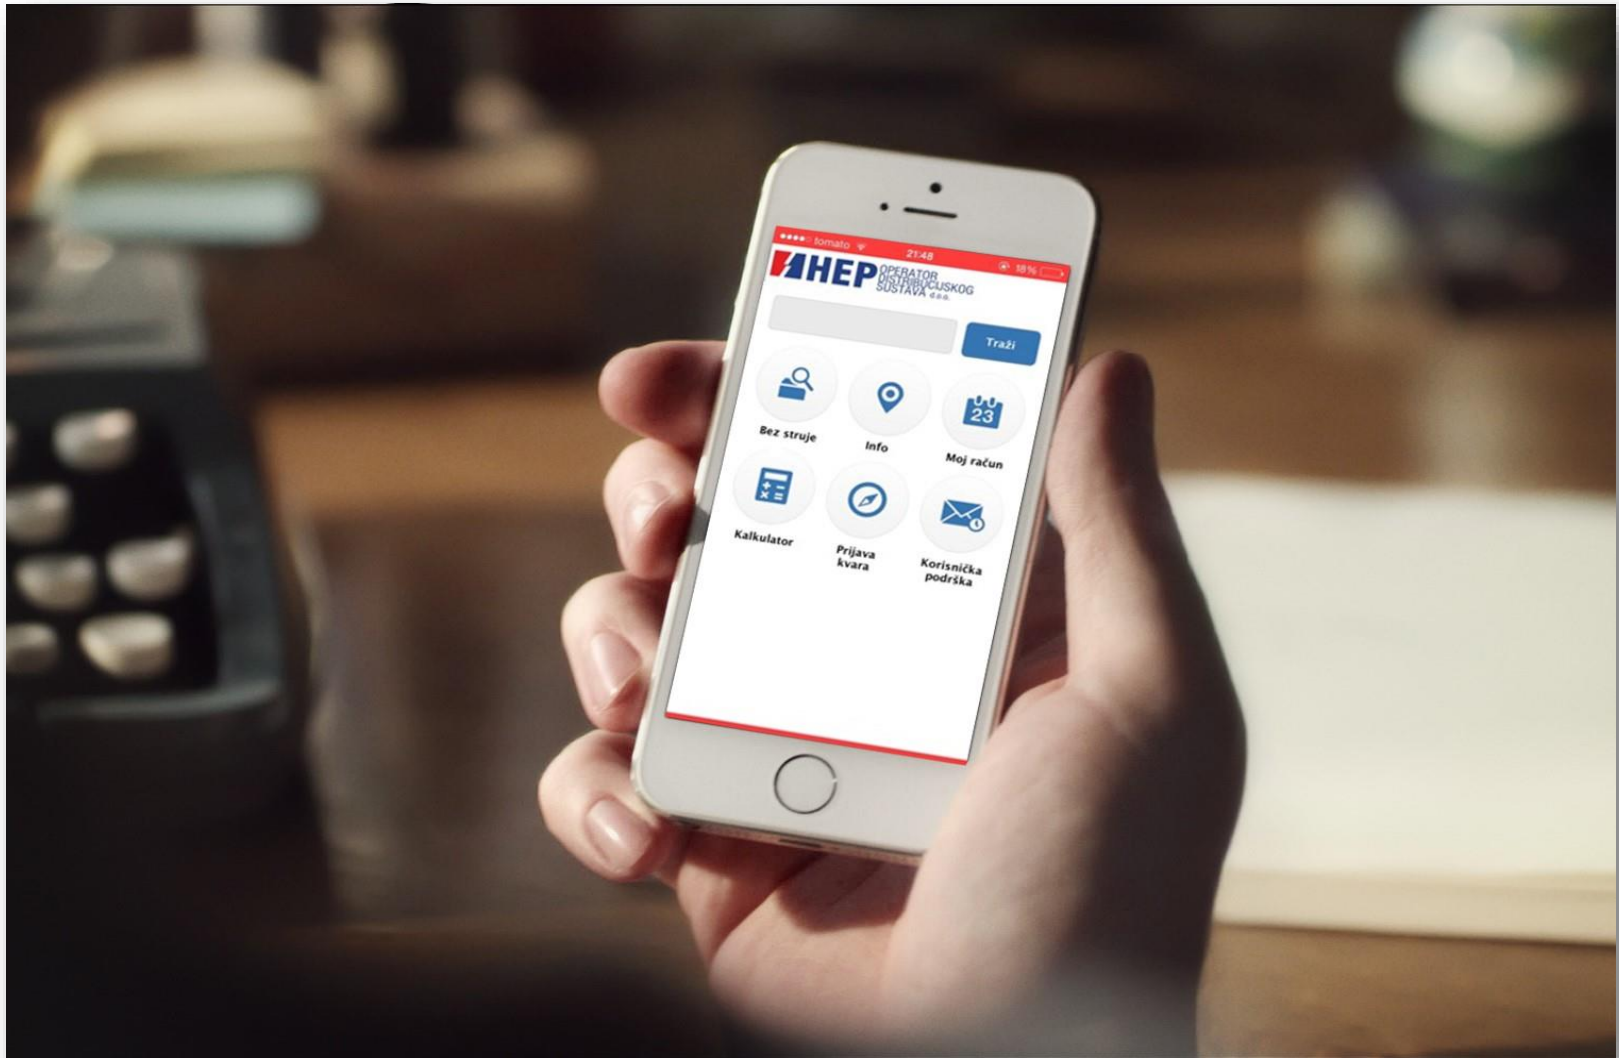 tomato
21:48
18%
HEP
OPERATOR
DISTRIBUCIJSKOG
SUSTAVA d.o.o.
Traži
23
Bez struje
Info
Moj račun
Kalkulator
Prijava
kvara
Korisnička
podrška